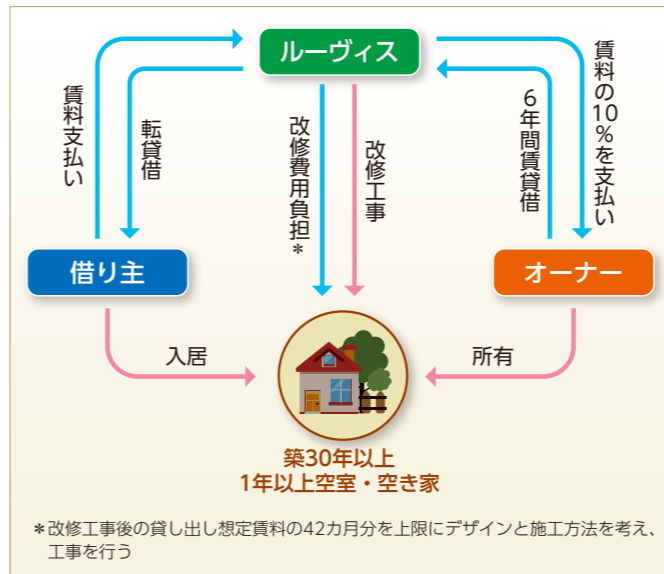 ルーヴィス
賃料支払い
転貸借
改修費用負担*
改修工事
6年間賃貸借
賃料の10%を支払い
借り主
オーナー
入居
所有
築30年以上
1年以上空室・空き家
*改修工事後の貸し出し想定賃料の42カ月分を上限にデザインと施工方法を考え、
工事を行う